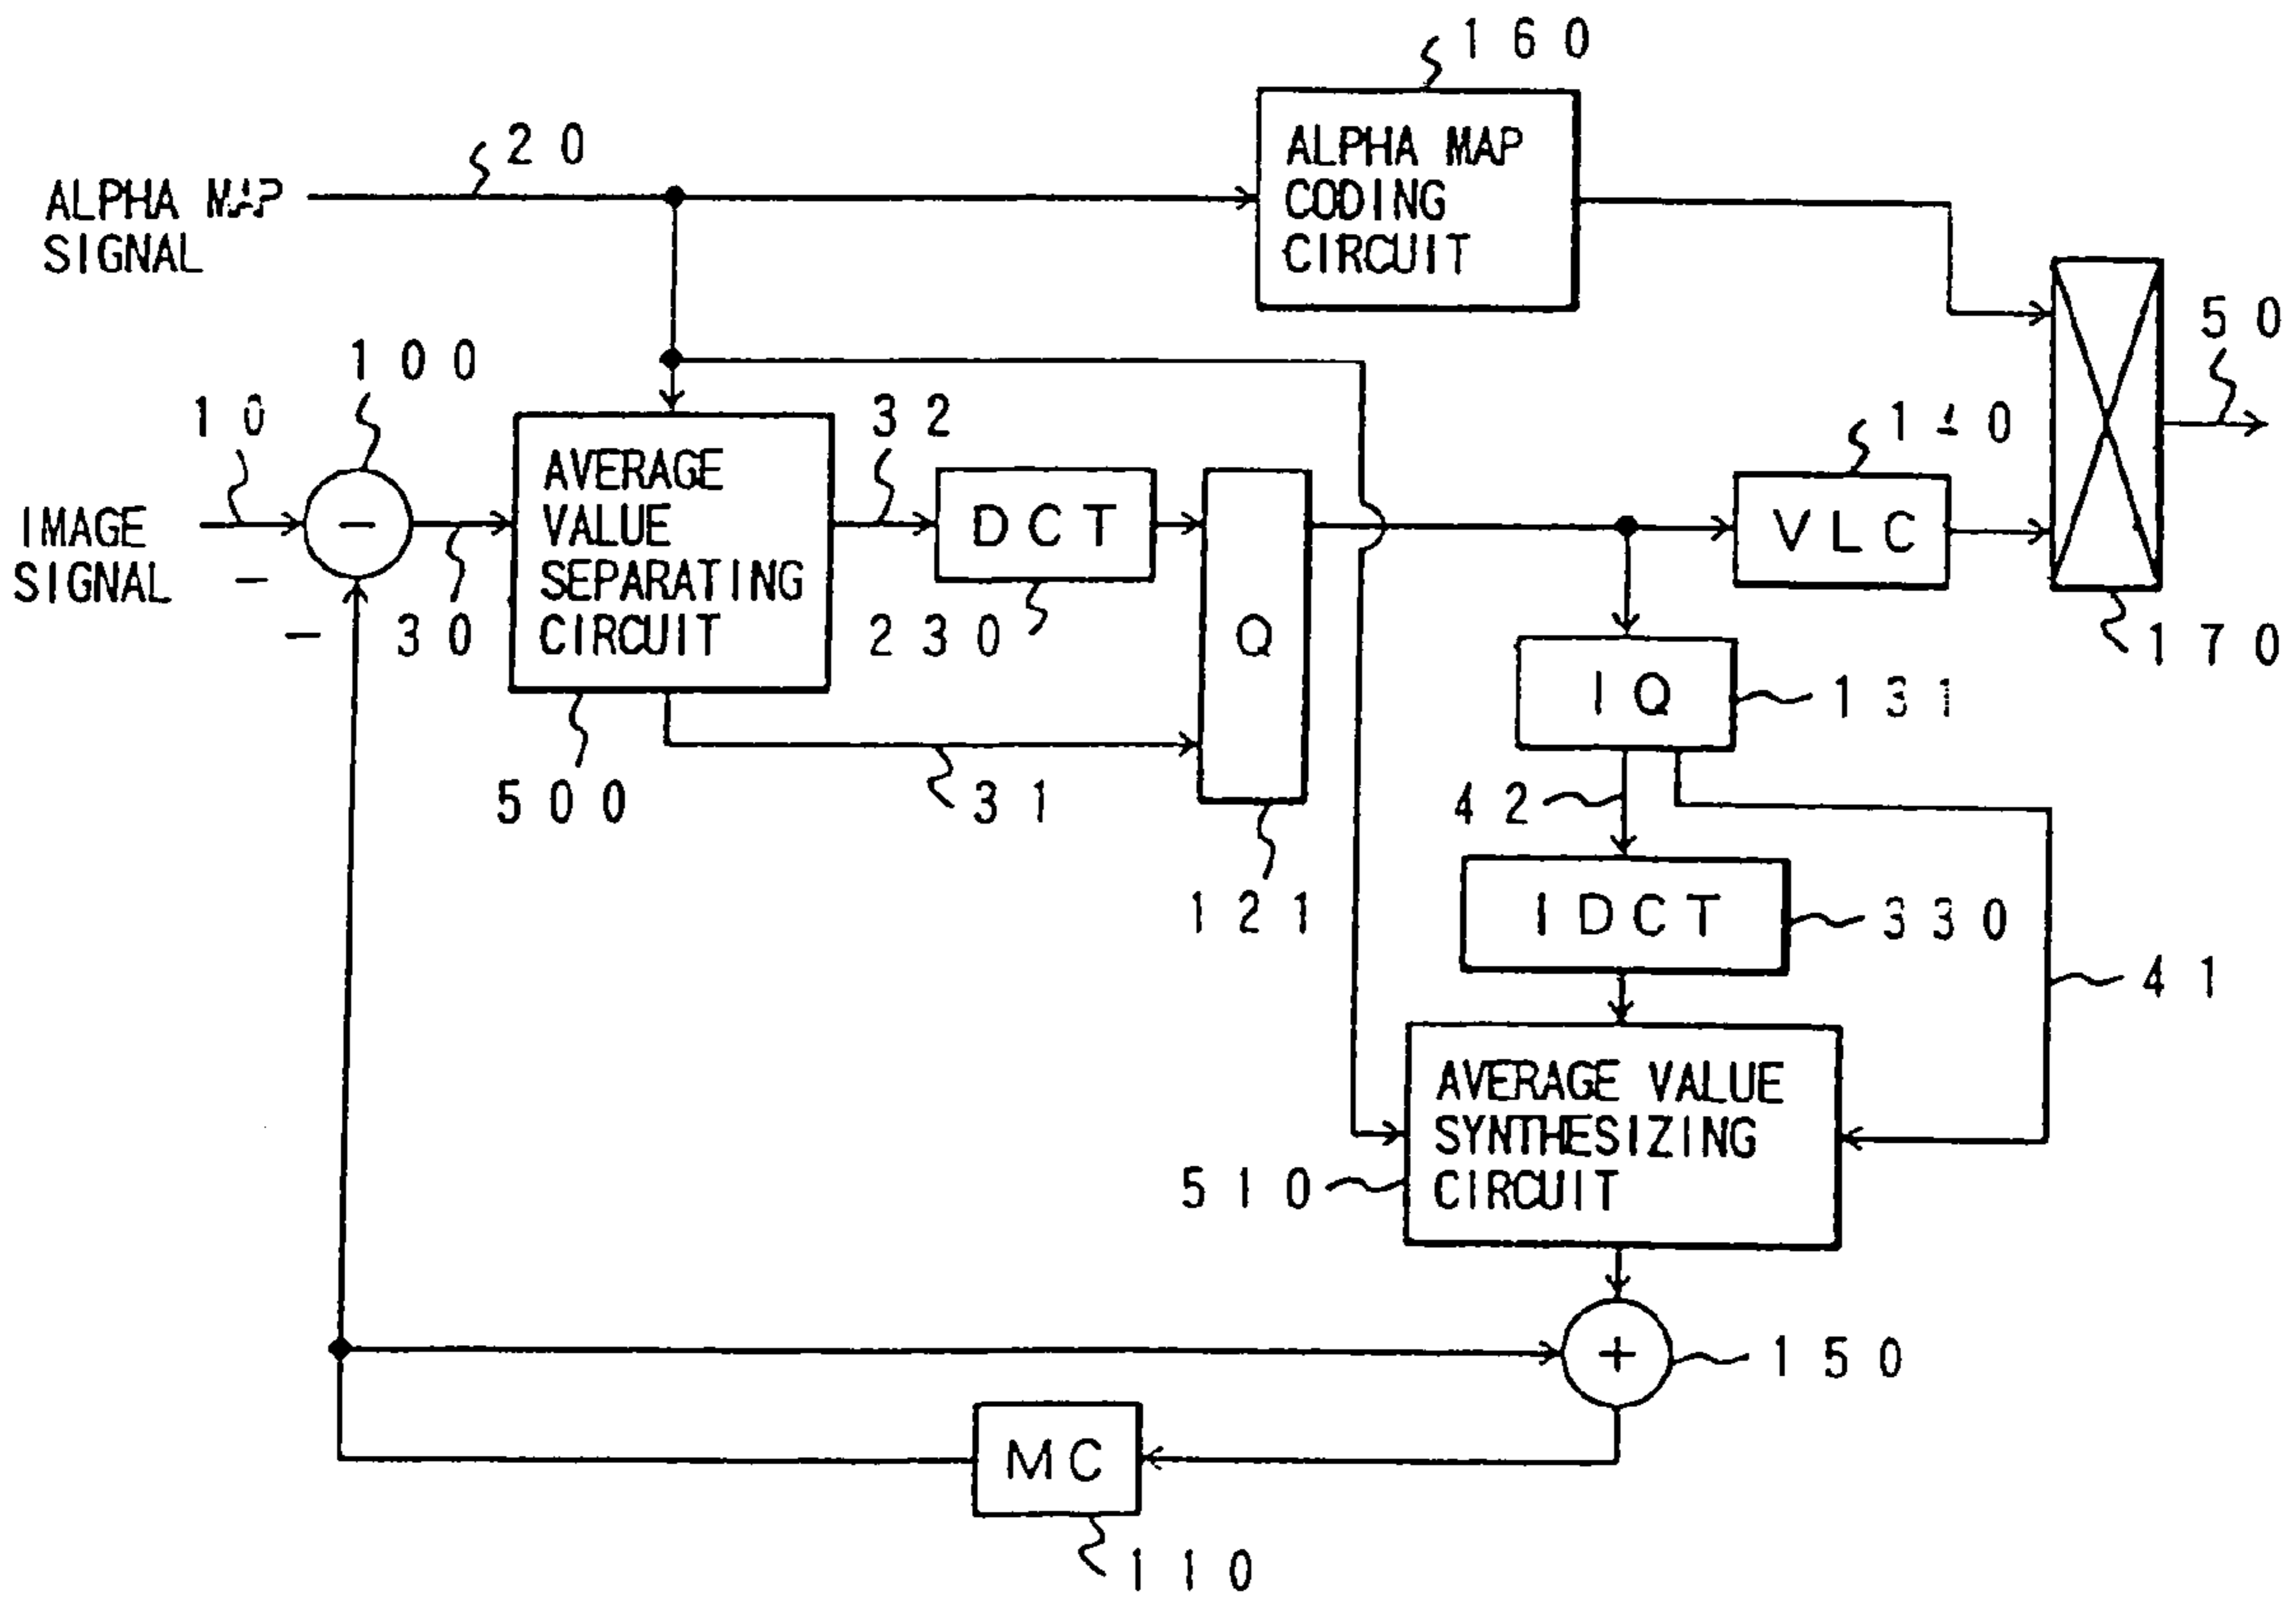 160
20
ALPHA MAP
SIGNAL
ALPHA MAP
CODING
CIRCUIT
50
100
10
32
140
IMAGE
SIGNAL
−
−
−
30
AVERAGE
VALUE
SEPARATING
CIRCUIT
DCT
230
Q
VLC
170
IQ
131
500
31
42
121
IDCT
330
41
AVERAGE VALUE
SYNTHESIZING
CIRCUIT
510
+
150
MC
110